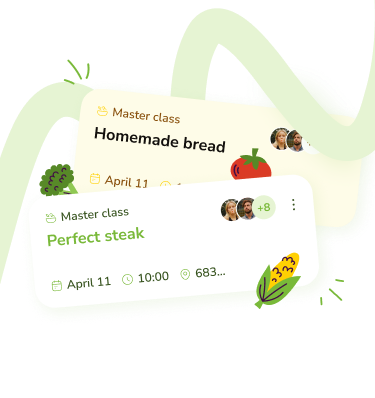 Master class
Homemade bread
April 11
Master class
+8
Perfect steak
April 11 10:00 683...